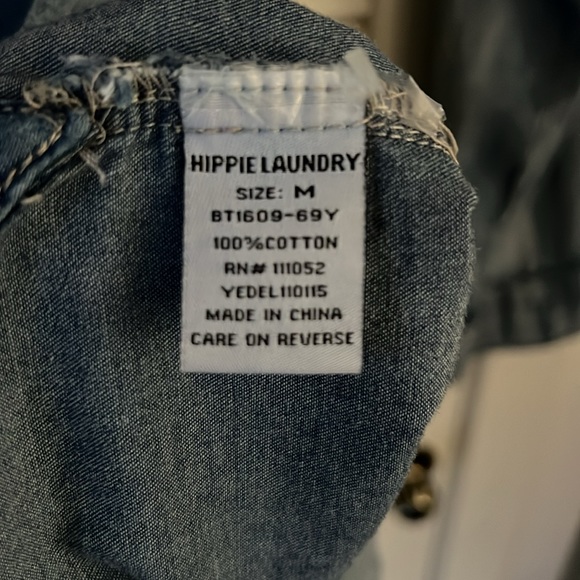 HIPPIE LAUNDRY
SIZE: M
BT1609-69Y
100%COTTON
RN# 111052
YEDEL110115
MADE IN CHINA
CARE ON REVERSE